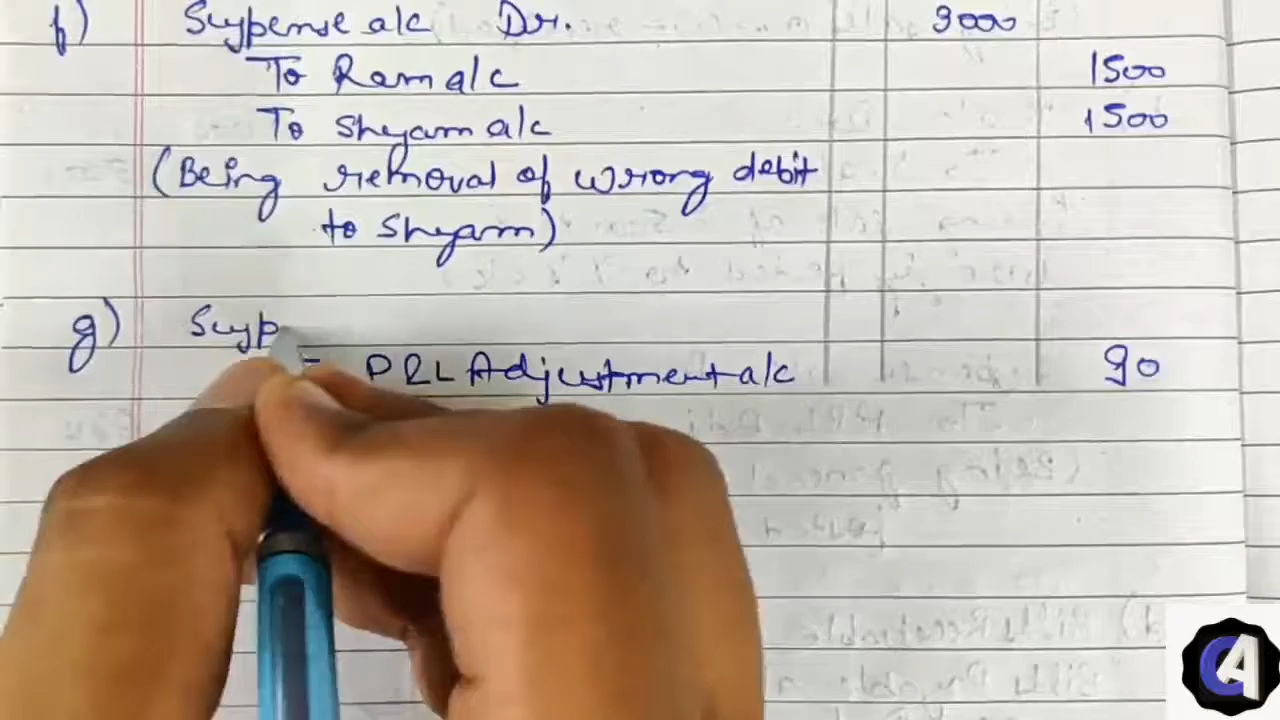 f) Suspense a/c Dr. 3000
To Ram a/c 1500
To Shyam a/c 1500
(Being removal of wrong debit
to Shyam)
g) Susp
P&L Adjustment a/c 90
CA